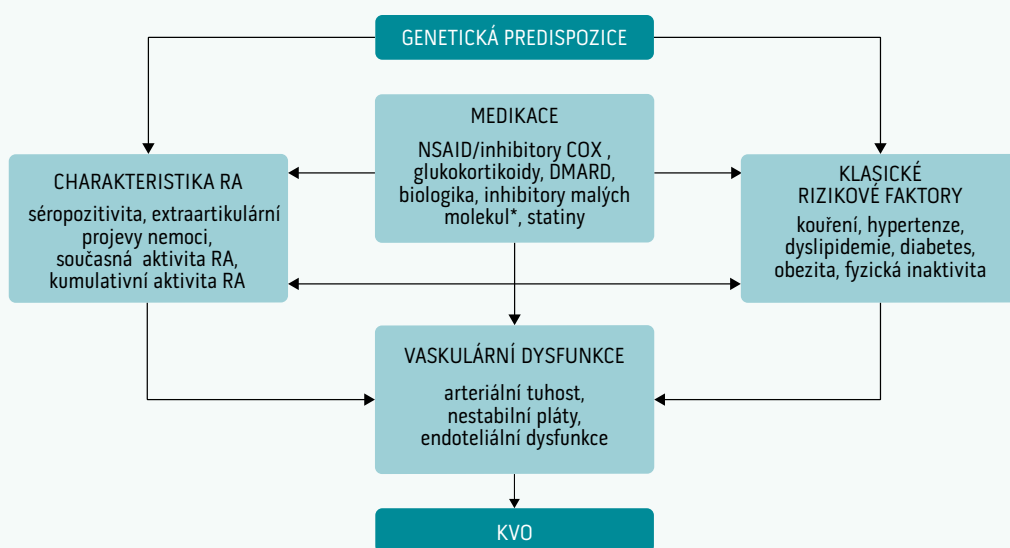 GENETICKÁ PREDISPOZICE
MEDIKACE
NSAID/inhibitory COX ,
glukokortikoidy, DMARD,
biologika, inhibitory malých
molekul*, statiny
CHARAKTERISTIKA RA
séropozitivita, extraartikulární
projevy nemoci,
současná aktivita RA,
kumulativní aktivita RA
KLASICKÉ
RIZIKOVÉ FAKTORY
kouření, hypertenze,
dyslipidemie, diabetes,
obezita, fyzická inaktivita
VASKULÁRNÍ DYSFUNKCE
arteriální tuhost,
nestabilní pláty,
endoteliální dysfunkce
KVO